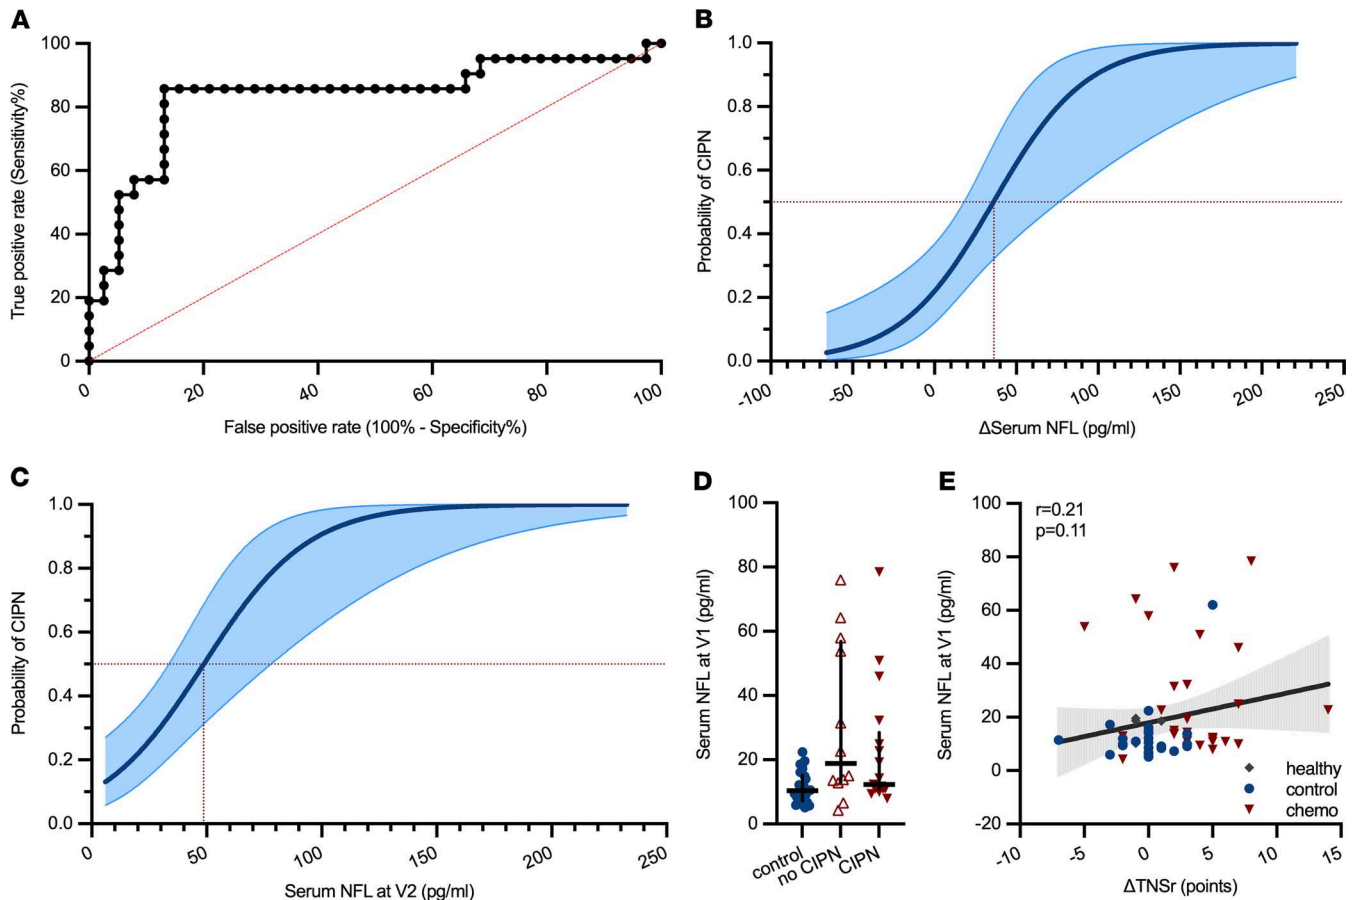 A
100
80
60
40
20
0
True positive rate (Sensitivity%)
0
20
40
60
80
100
False positive rate (100% - Specificity%)
B
1.0
0.8
0.6
0.4
0.2
0.0
Probability of CIPN
-100
-50
0
50
100
150
200
250
ΔSerum NFL (pg/ml)
C
1.0
0.8
0.6
0.4
0.2
0.0
Probability of CIPN
0
50
100
150
200
250
Serum NFL at V2 (pg/ml)
D
100
80
60
40
20
0
Serum NFL at V1 (pg/ml)
control
no CIPN
CIPN
E
100
80
60
40
20
0
-20
Serum NFL at V1 (pg/ml)
r=0.21
p=0.11
healthy
control
chemo
-10
-5
0
5
10
15
ΔTNSr (points)